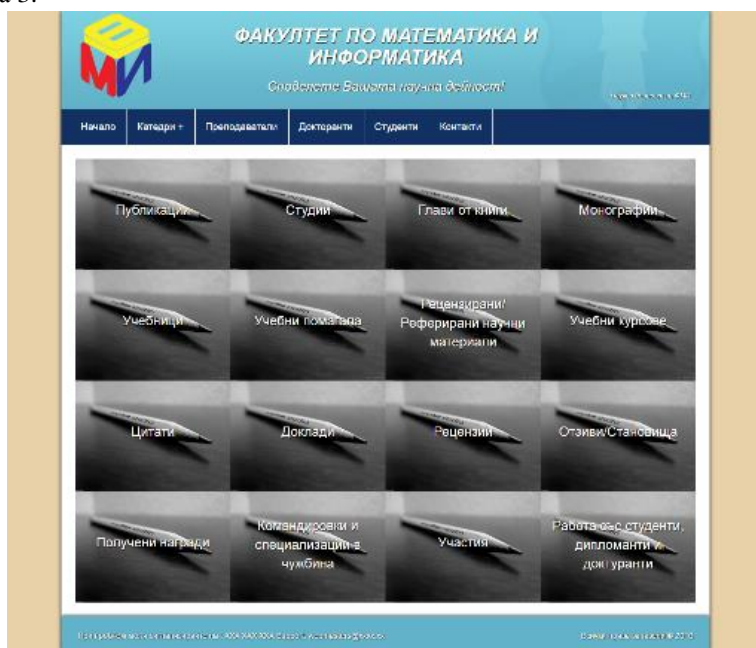 а 3.
ФАКУЛТЕТ ПО МАТЕМАТИКА И
ИНФОРМАТИКА
Споделете Вашата научна дейност!
Начало Катедри + Преподаватели Докторанти Студенти Контакти
Публикации Студии Глави от книги Монографии
Учебници Учебни помагала Рецензирани/
Реферирани научни
материали Учебни курсове
Цитати Доклади Рецензии Отзиви/Становища
Получени награди Командировки и
специализации в
чужбина Участия Работа със студенти,
дипломанти и
докторанти